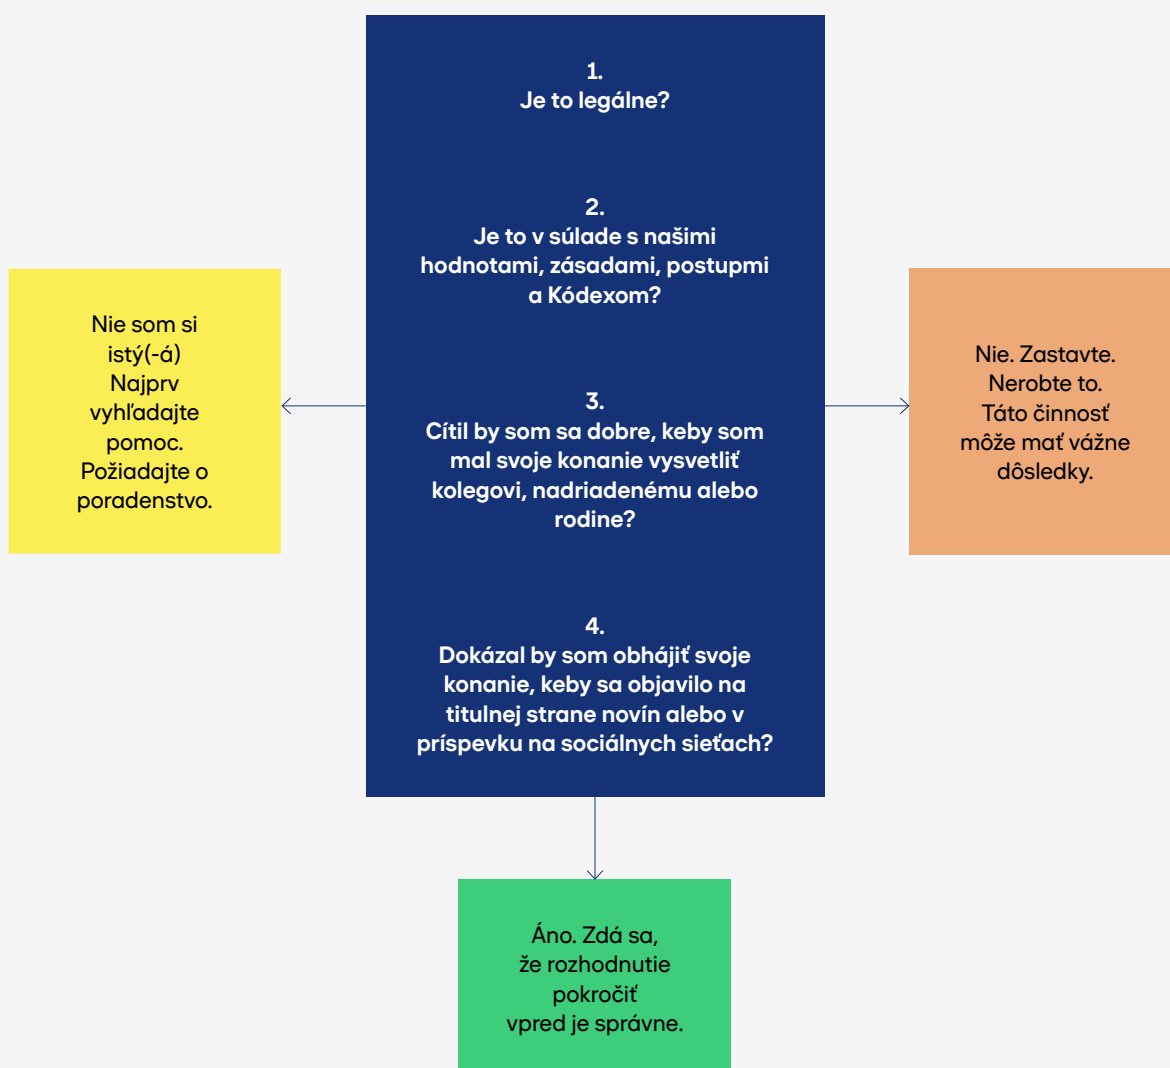 1.
Je to legálne?
2.
Je to v súlade s našimi
hodnotami, zásadami, postupmi
a Kódexom?
3.
Cítil by som sa dobre, keby som
mal svoje konanie vysvetliť
kolegovi, nadriadenému alebo
rodine?
4.
Dokázal by som obhájiť svoje
konanie, keby sa objavilo na
titulnej strane novín alebo v
príspevku na sociálnych sieťach?
Nie som si
istý(-á)
Najprv
vyhľadajte
pomoc.
Požiadajte o
poradenstvo.
Nie. Zastavte.
Nerobte to.
Táto činnosť
môže mať vážne
dôsledky.
Áno. Zdá sa,
že rozhodnutie
pokročiť
vpred je správne.